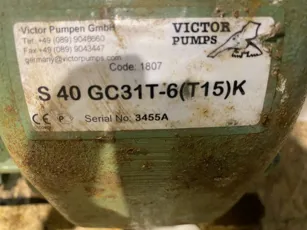 Victor Pumpen GmbH
Tel. +49 (089) 9048660
Fax +49 (089) 9043447
germany@victorpumps.com
VICTOR
PUMPS
Code: 1807
S 40 GC31T-6(T15)K
CE P
Serial No. 3455A